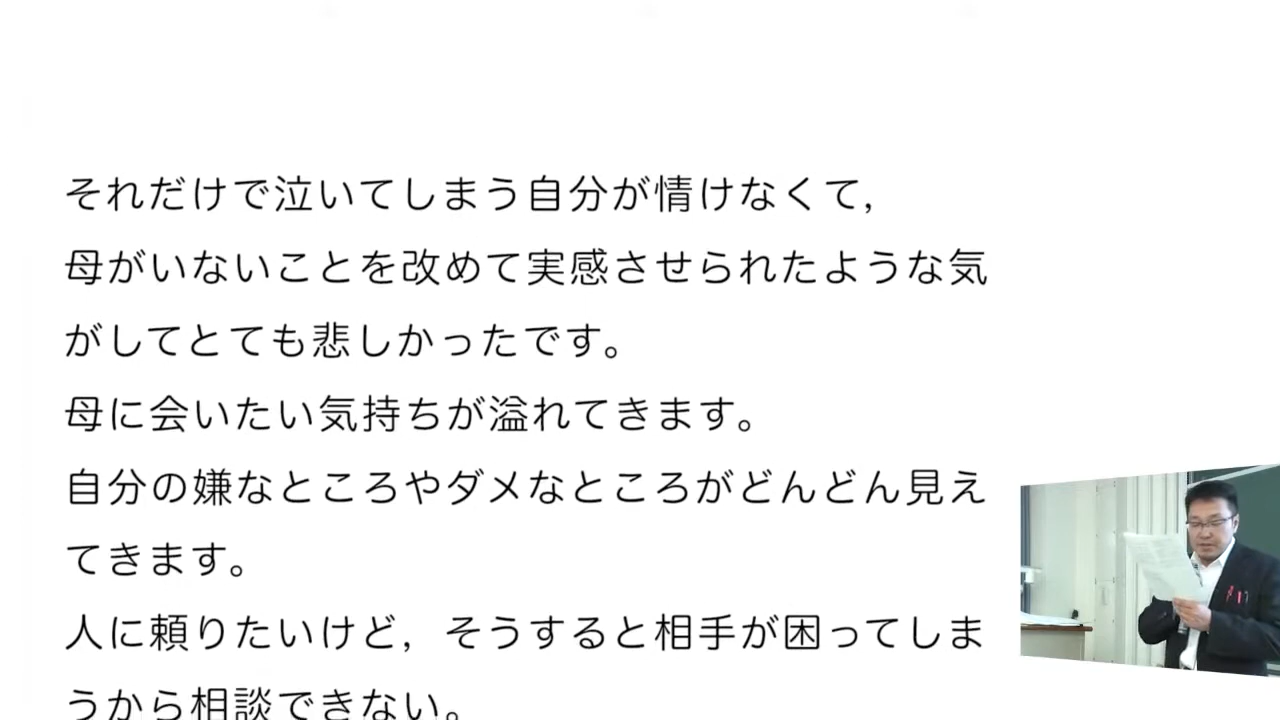 それだけで泣いてしまう自分が情けなくて，
母がいないことを改めて実感させられたような気
がしてとても悲しかったです。
母に会いたい気持ちが溢れてきます。
自分の嫌なところやダメなところがどんどん見え
てきます。
人に頼りたいけど，そうすると相手が困ってしま
うから相談できない。